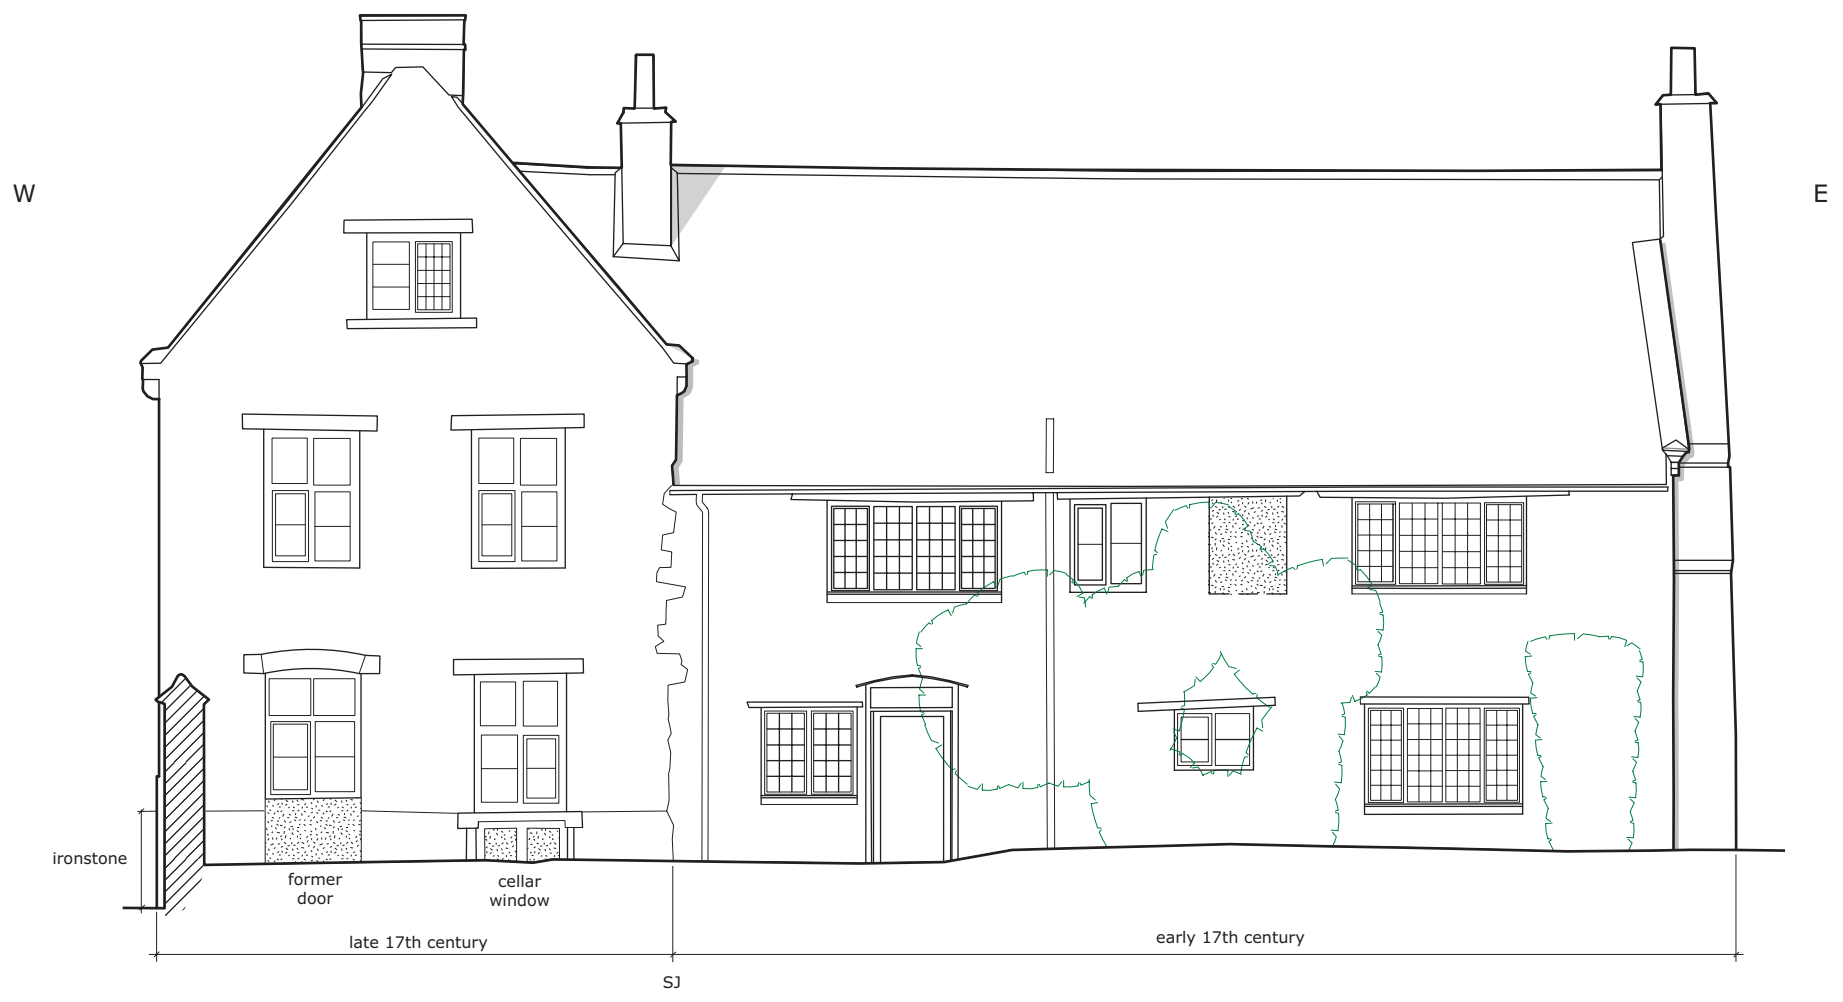 W
E
ironstone
former
door
cellar
window
late 17th century
early 17th century
SJ